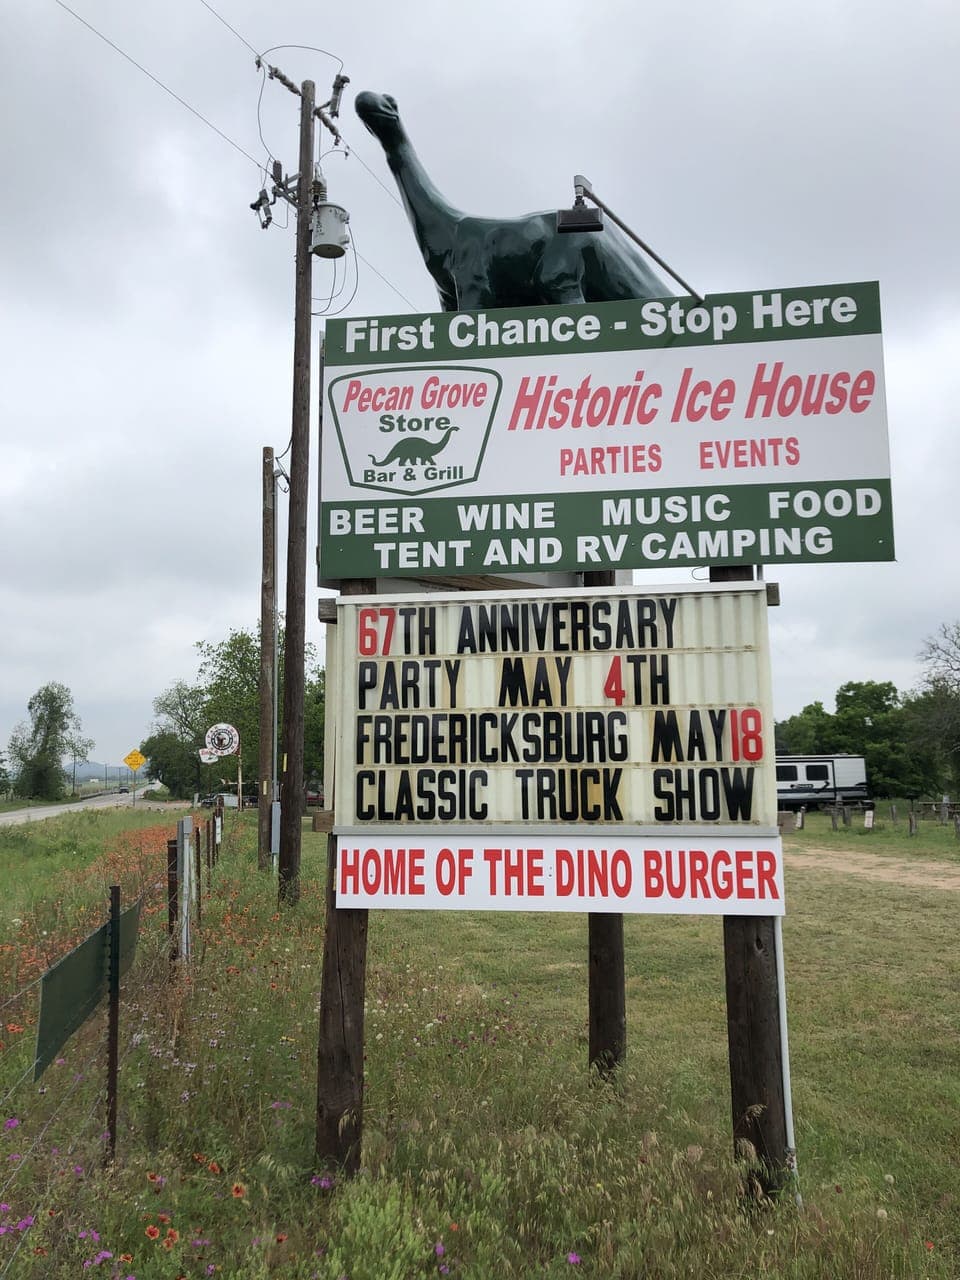 First Chance - Stop Here
Pecan Grove
Store
Bar & Grill
Historic Ice House
PARTIES EVENTS
BEER WINE MUSIC FOOD
TENT AND RV CAMPING
67TH ANNIVERSARY
PARTY MAY 4TH
FREDERICKSBURG MAY18
CLASSIC TRUCK SHOW
HOME OF THE DINO BURGER